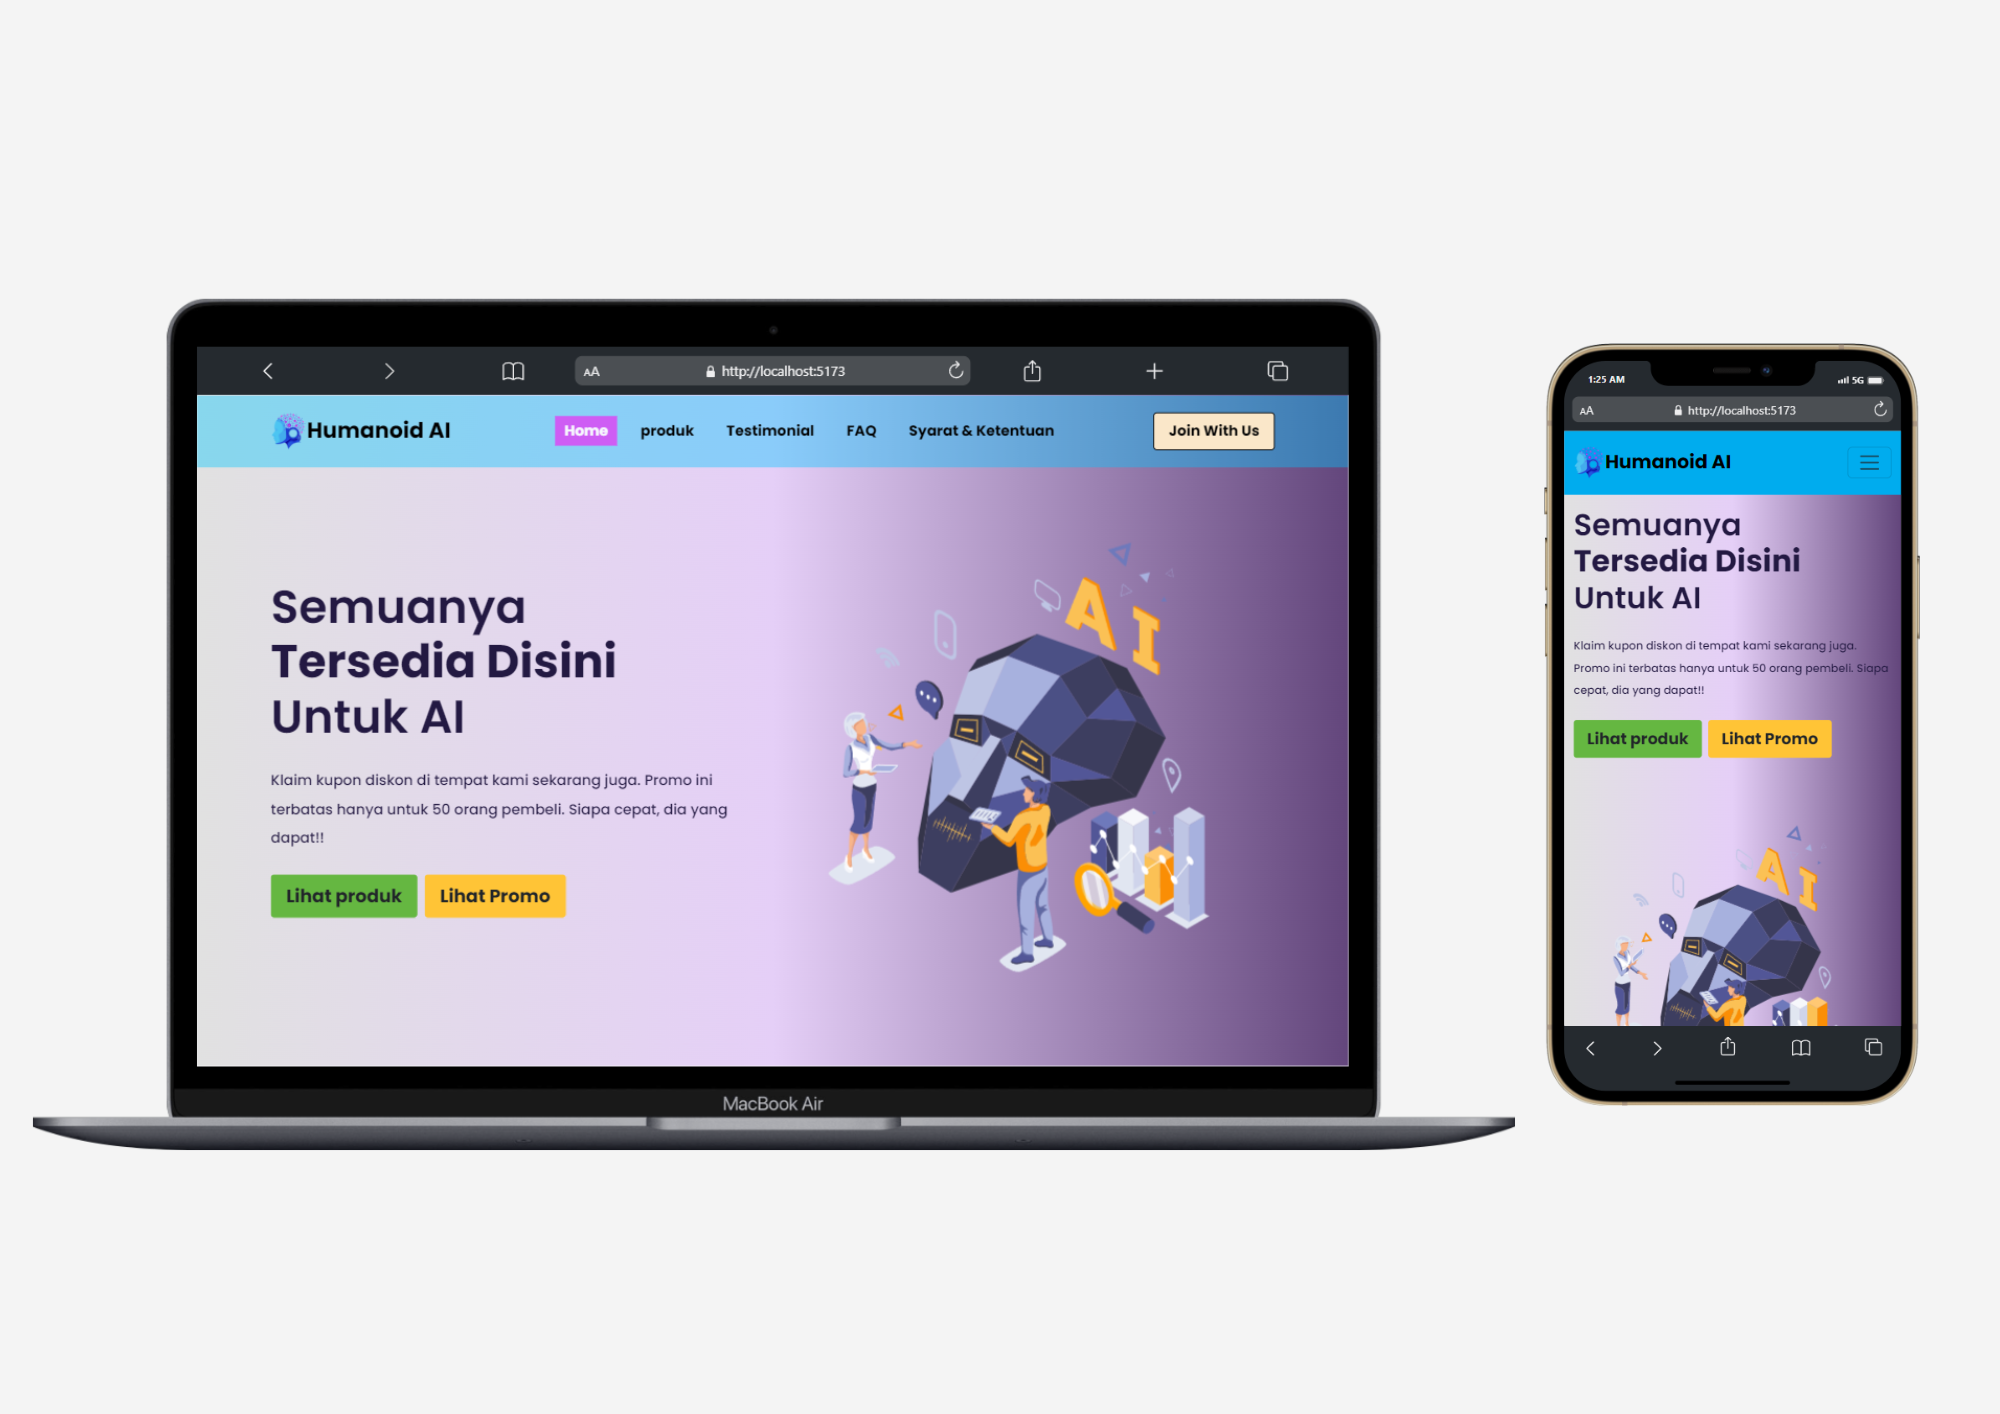 AA http://localhost:5173
Humanoid AI Home produk Testimonial FAQ Syarat & Ketentuan Join With Us
Semuanya
Tersedia Disini
Untuk AI
Klaim kupon diskon di tempat kami sekarang juga. Promo ini
terbatas hanya untuk 50 orang pembeli. Siapa cepat, dia yang
dapat!!
Lihat produk Lihat Promo
AI
MacBook Air
1:25 AM 5G
AA http://localhost:5173
Humanoid AI
Semuanya
Tersedia Disini
Untuk AI
Klaim kupon diskon di tempat kami sekarang juga.
Promo ini terbatas hanya untuk 50 orang pembeli. Siapa
cepat, dia yang dapat!!
Lihat produk Lihat Promo
AI